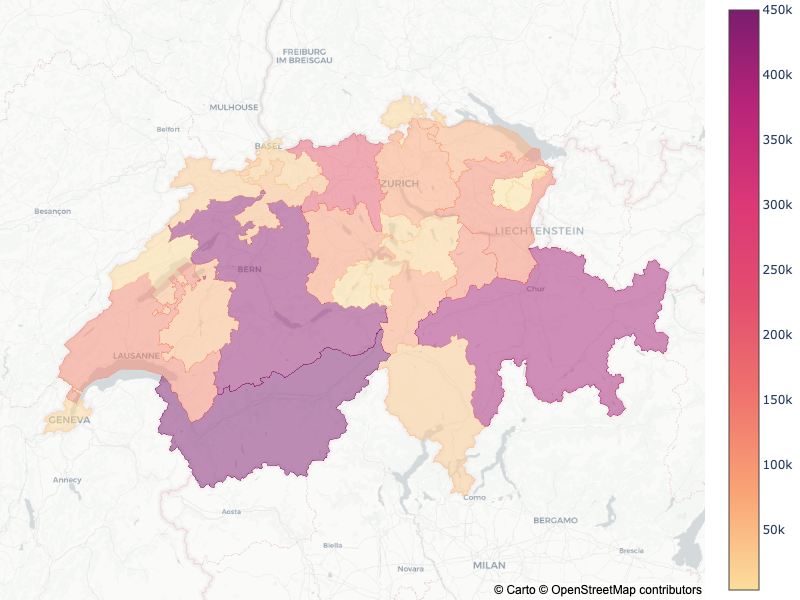 FREIBURG
IM BREISGAU
MULHOUSE
Belfort
BASEL
ZURICH
Besançon
LIECHTENSTEIN
BERN
Chur
LAUSANNE
GENEVA
Annecy
Como
Aosta
BERGAMO
Biella
Brescia
Novara
MILAN
© Carto © OpenStreetMap contributors
450k
400k
350k
300k
250k
200k
150k
100k
50k